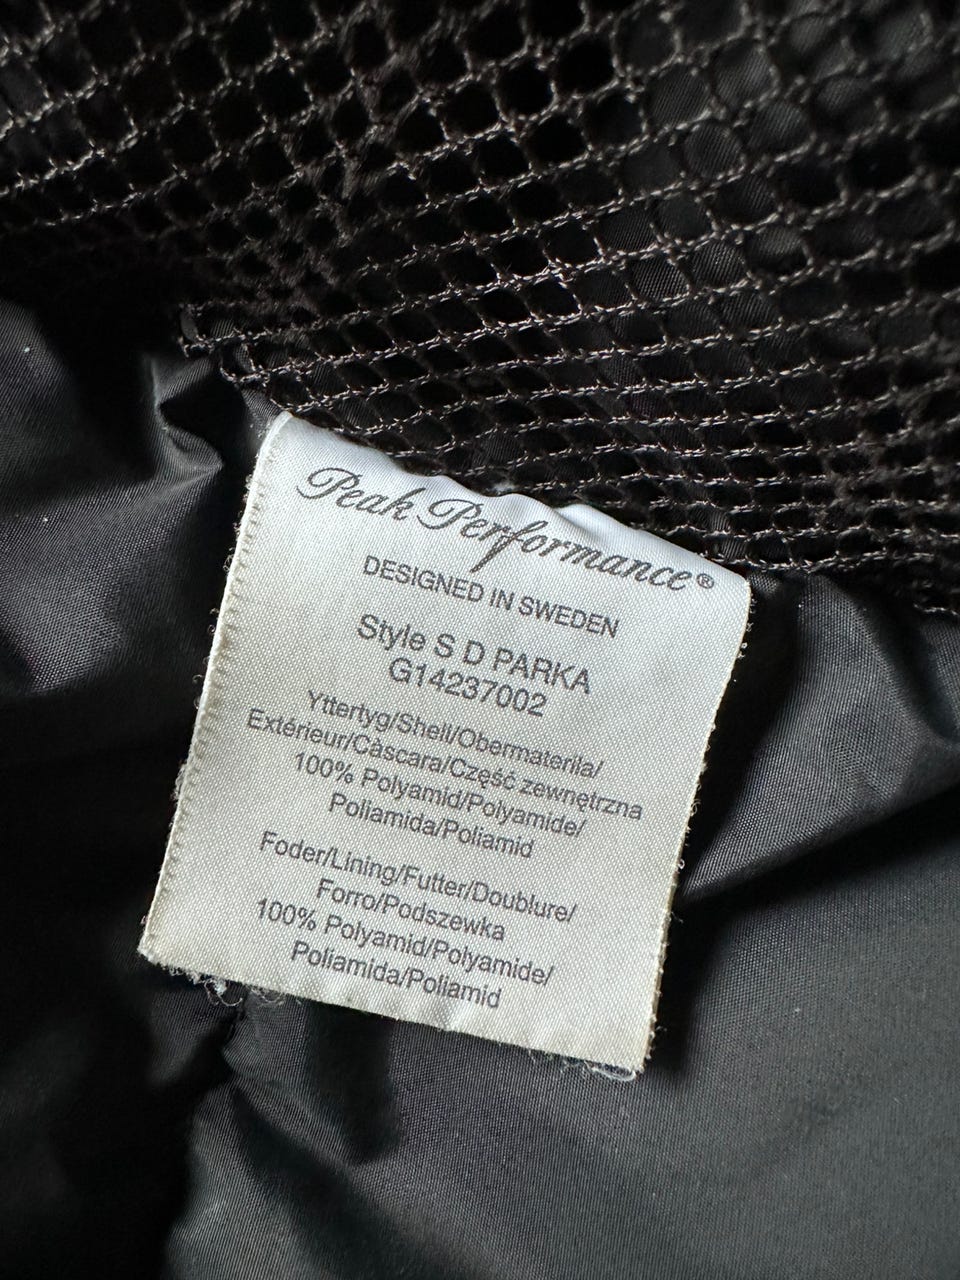 Peak Performance®
DESIGNED IN SWEDEN
Style S D PARKA
G14237002
Yttertyg/Shell/Obermaterila/
Extérieur/Càscara/Część zewnętrzna
100% Polyamid/Polyamide/
Poliamida/Poliamid
Foder/Lining/Futter/Doublure/
Forro/Podszewka
100% Polyamid/Polyamide/
Poliamida/Poliamid